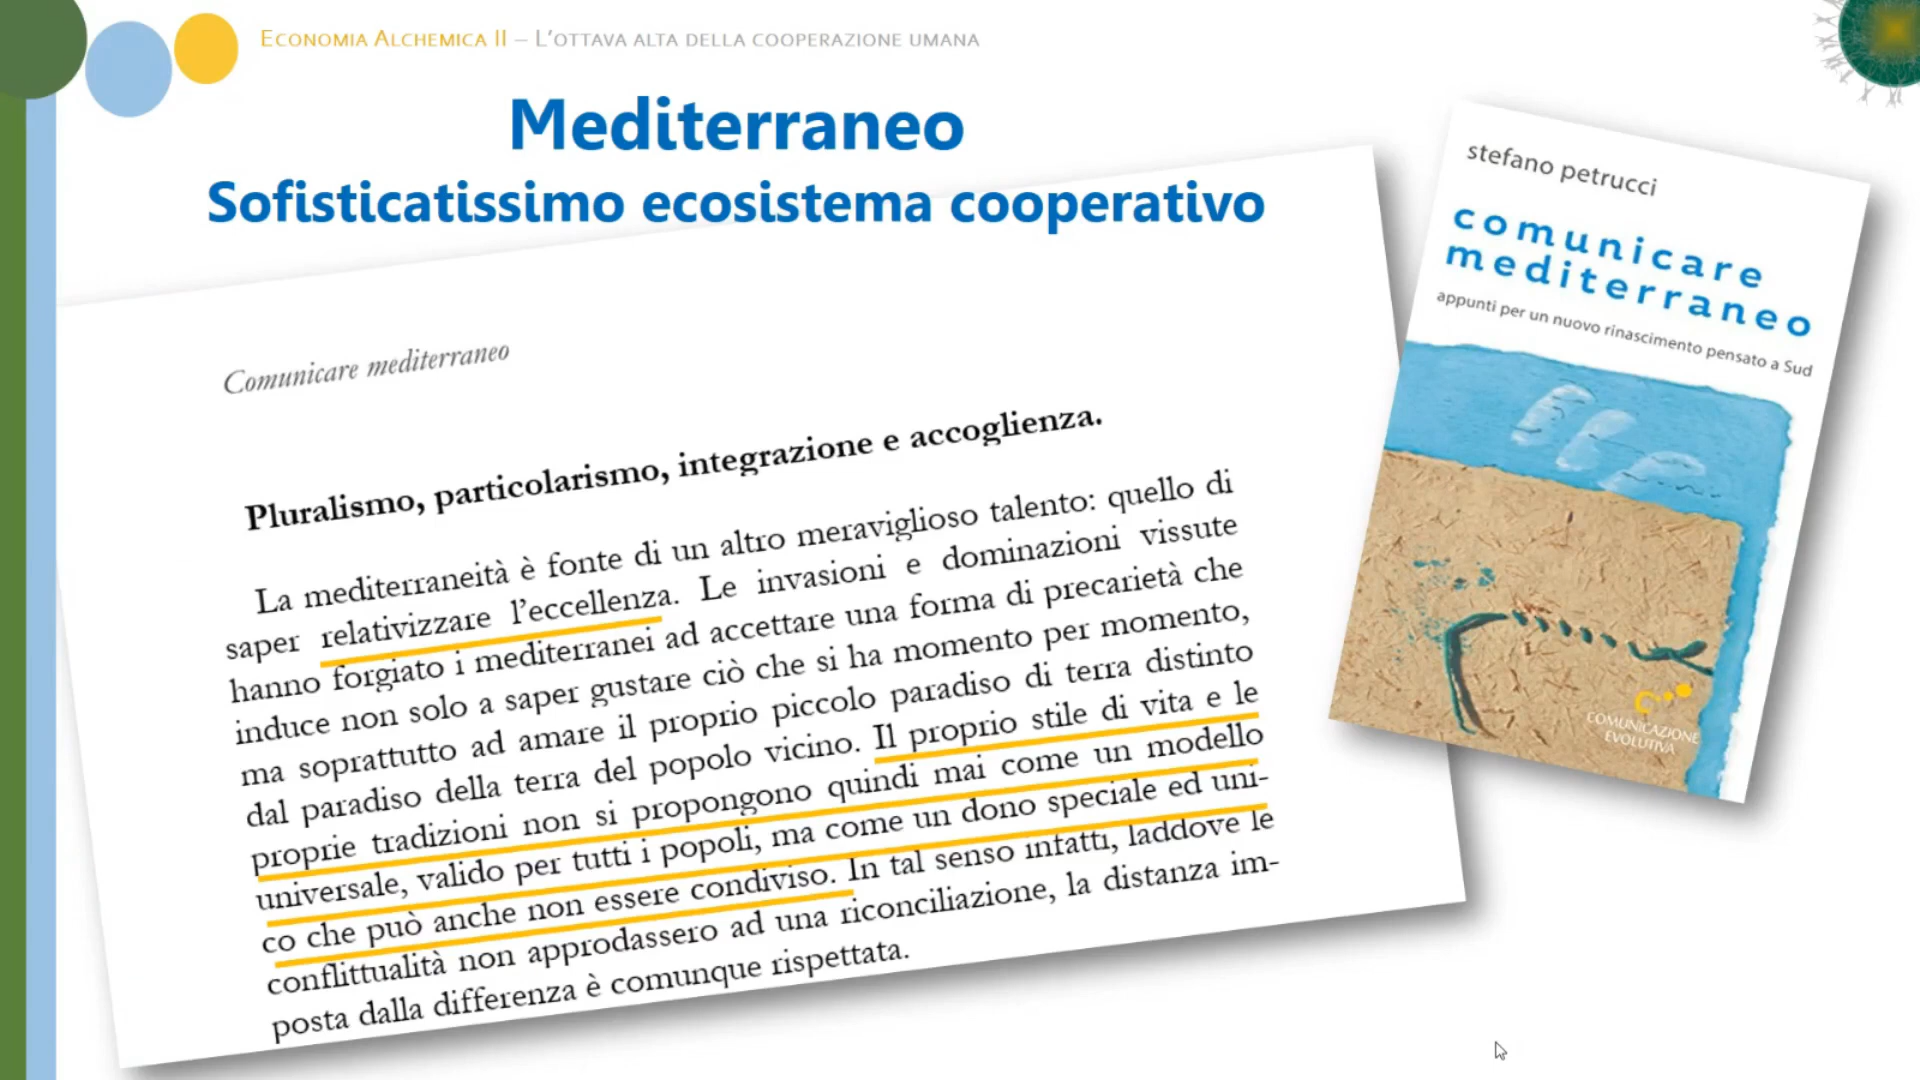 ECONOMIA ALCHEMICA II – L'OTTAVA ALTA DELLA COOPERAZIONE UMANA
Mediterraneo
Sofisticatissimo ecosistema cooperativo
Comunicare mediterraneo
Pluralismo, particolarismo, integrazione e accoglienza.
La mediterraneità è fonte di un altro meraviglioso talento: quello di
saper relativizzare l'eccellenza. Le invasioni e dominazioni vissute
hanno forgiato i mediterranei ad accettare una forma di precarietà che
induce non solo a saper gustare ciò che si ha momento per momento,
ma soprattutto ad amare il proprio piccolo paradiso di terra distinto
dal paradiso della terra del popolo vicino. Il proprio stile di vita e le
proprie tradizioni non si propongono quindi mai come un modello
universale, valido per tutti i popoli, ma come un dono speciale ed uni-
co che può anche non essere condiviso. In tal senso infatti, laddove le
conflittualità non approdassero ad una riconciliazione, la distanza im-
posta dalla differenza è comunque rispettata.
stefano petrucci
comunicare
mediterraneo
appunti per un nuovo rinascimento pensato a Sud
COMUNICAZIONE
EVOLUTIVA